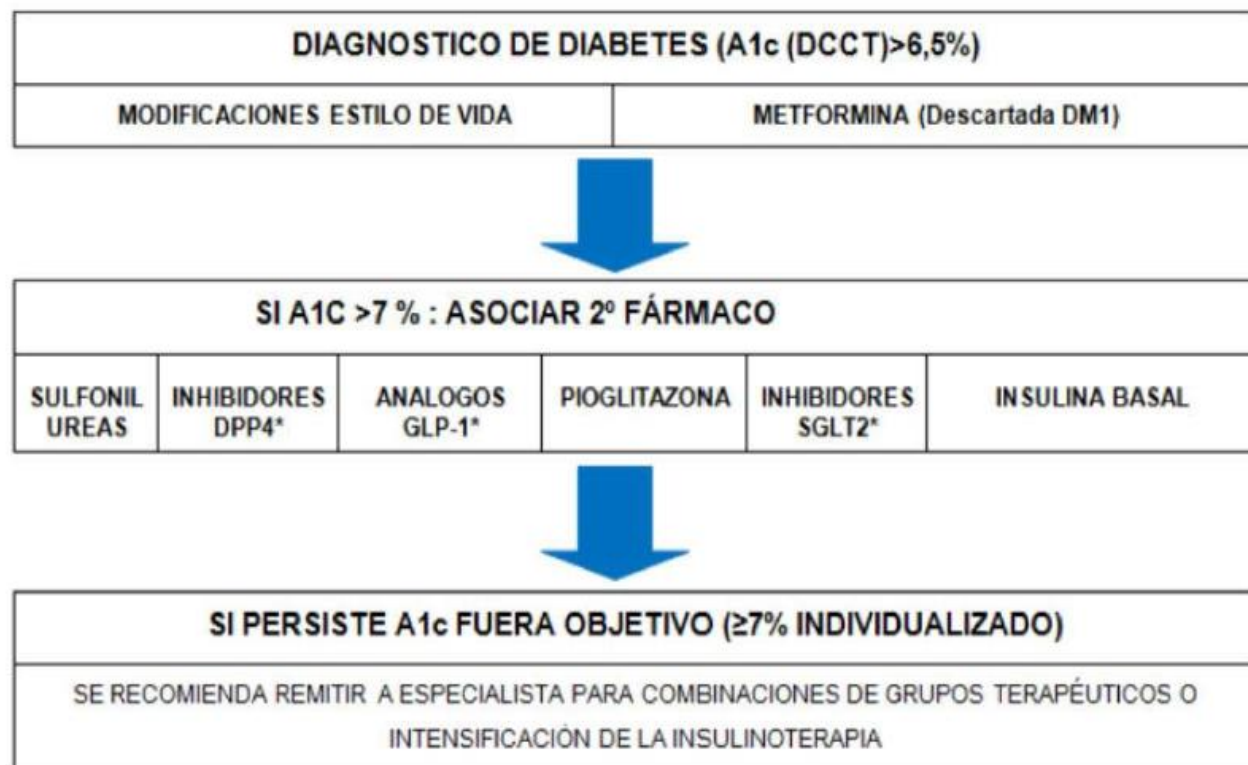 DIAGNOSTICO DE DIABETES (A1c (DCCT)>6,5%)
MODIFICACIONES ESTILO DE VIDA
METFORMINA (Descartada DM1)
SI A1C >7 % : ASOCIAR 2º FÁRMACO
SULFONIL
UREAS
INHIBIDORES
DPP4*
ANALOGOS
GLP-1*
PIOGLITAZONA
INHIBIDORES
SGLT2*
INSULINA BASAL
SI PERSISTE A1c FUERA OBJETIVO (≥7% INDIVIDUALIZADO)
SE RECOMIENDA REMITIR A ESPECIALISTA PARA COMBINACIONES DE GRUPOS TERAPÉUTICOS O
INTENSIFICACIÓN DE LA INSULINOTERAPIA